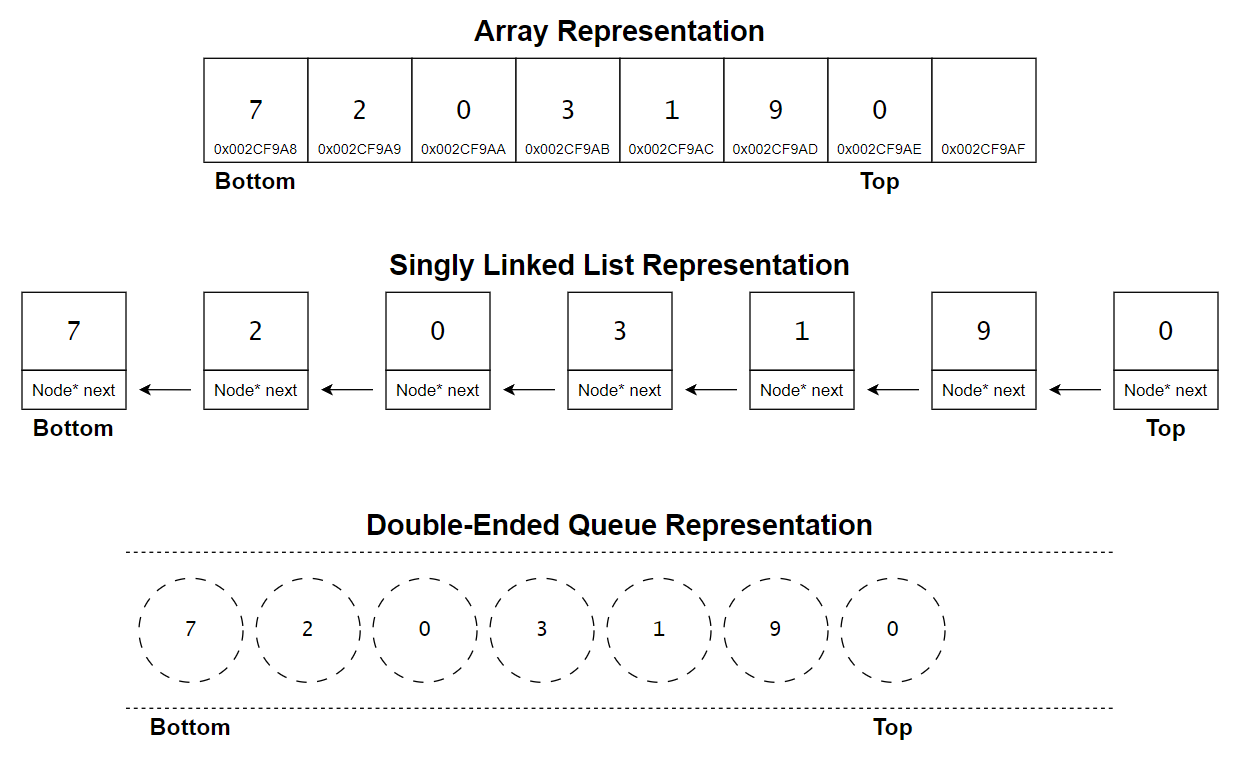 Array Representation
7 2 0 3 1 9 0
0x002CF9A8 0x002CF9A9 0x002CF9AA 0x002CF9AB 0x002CF9AC 0x002CF9AD 0x002CF9AE 0x002CF9AF
Bottom Top
Singly Linked List Representation
7 2 0 3 1 9 0
Node* next Node* next Node* next Node* next Node* next Node* next Node* next
Bottom Top
Double-Ended Queue Representation
7 2 0 3 1 9 0
Bottom Top